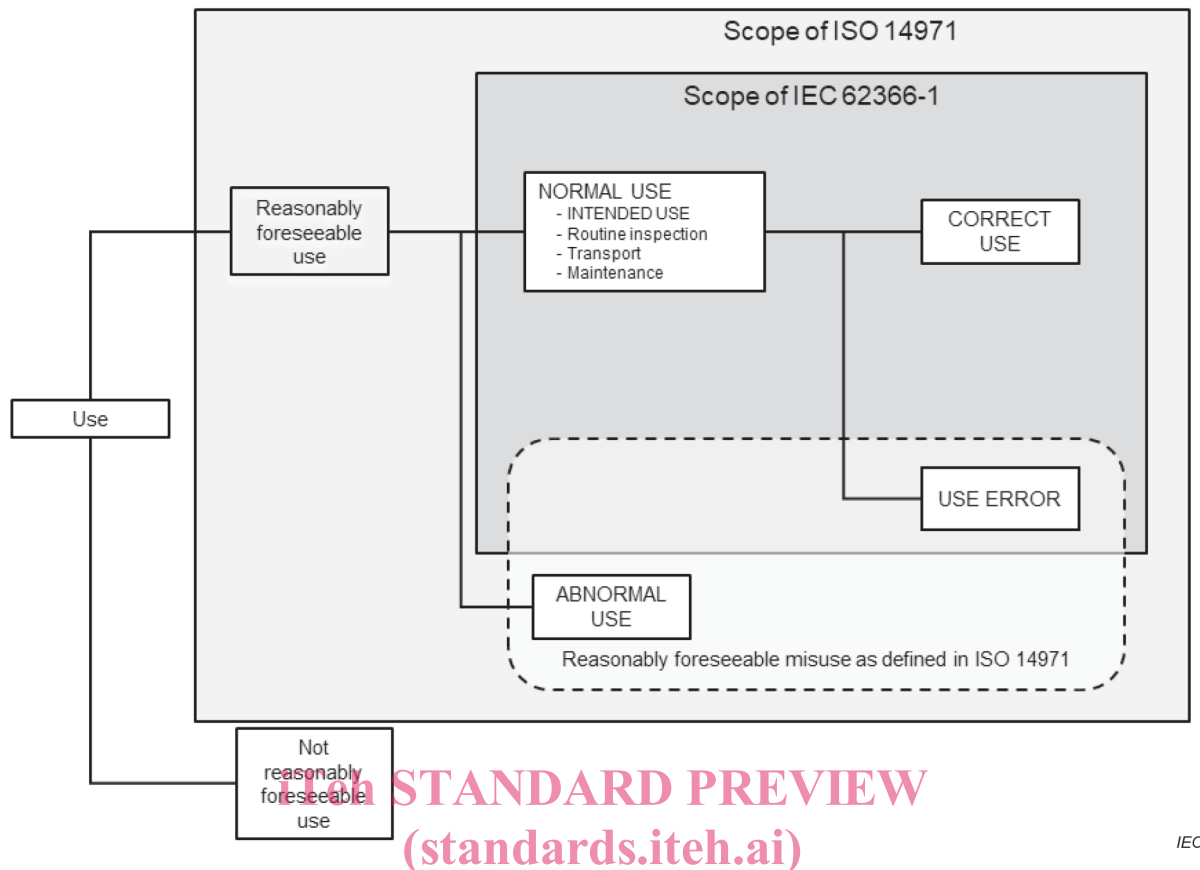 Scope of ISO 14971
Scope of IEC 62366-1
Reasonably
foreseeable
use
NORMAL USE
- INTENDED USE
- Routine inspection
- Transport
- Maintenance
CORRECT
USE
Use
USE ERROR
ABNORMAL
USE
Reasonably foreseeable misuse as defined in ISO 14971
Not
reasonably
foreseeable
use
iTeh STANDARD PREVIEW
(standards.iteh.ai)
IEC